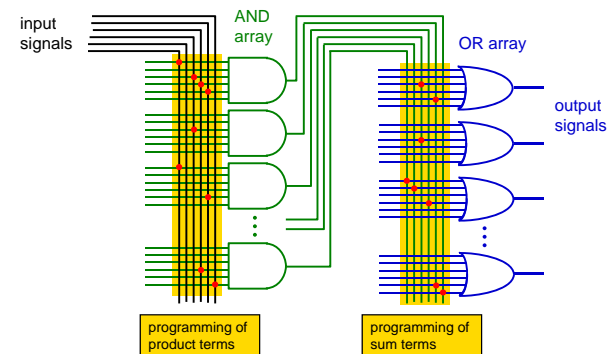 input
signals
AND
array
OR array
output
signals
programming of
product terms
programming of
sum terms